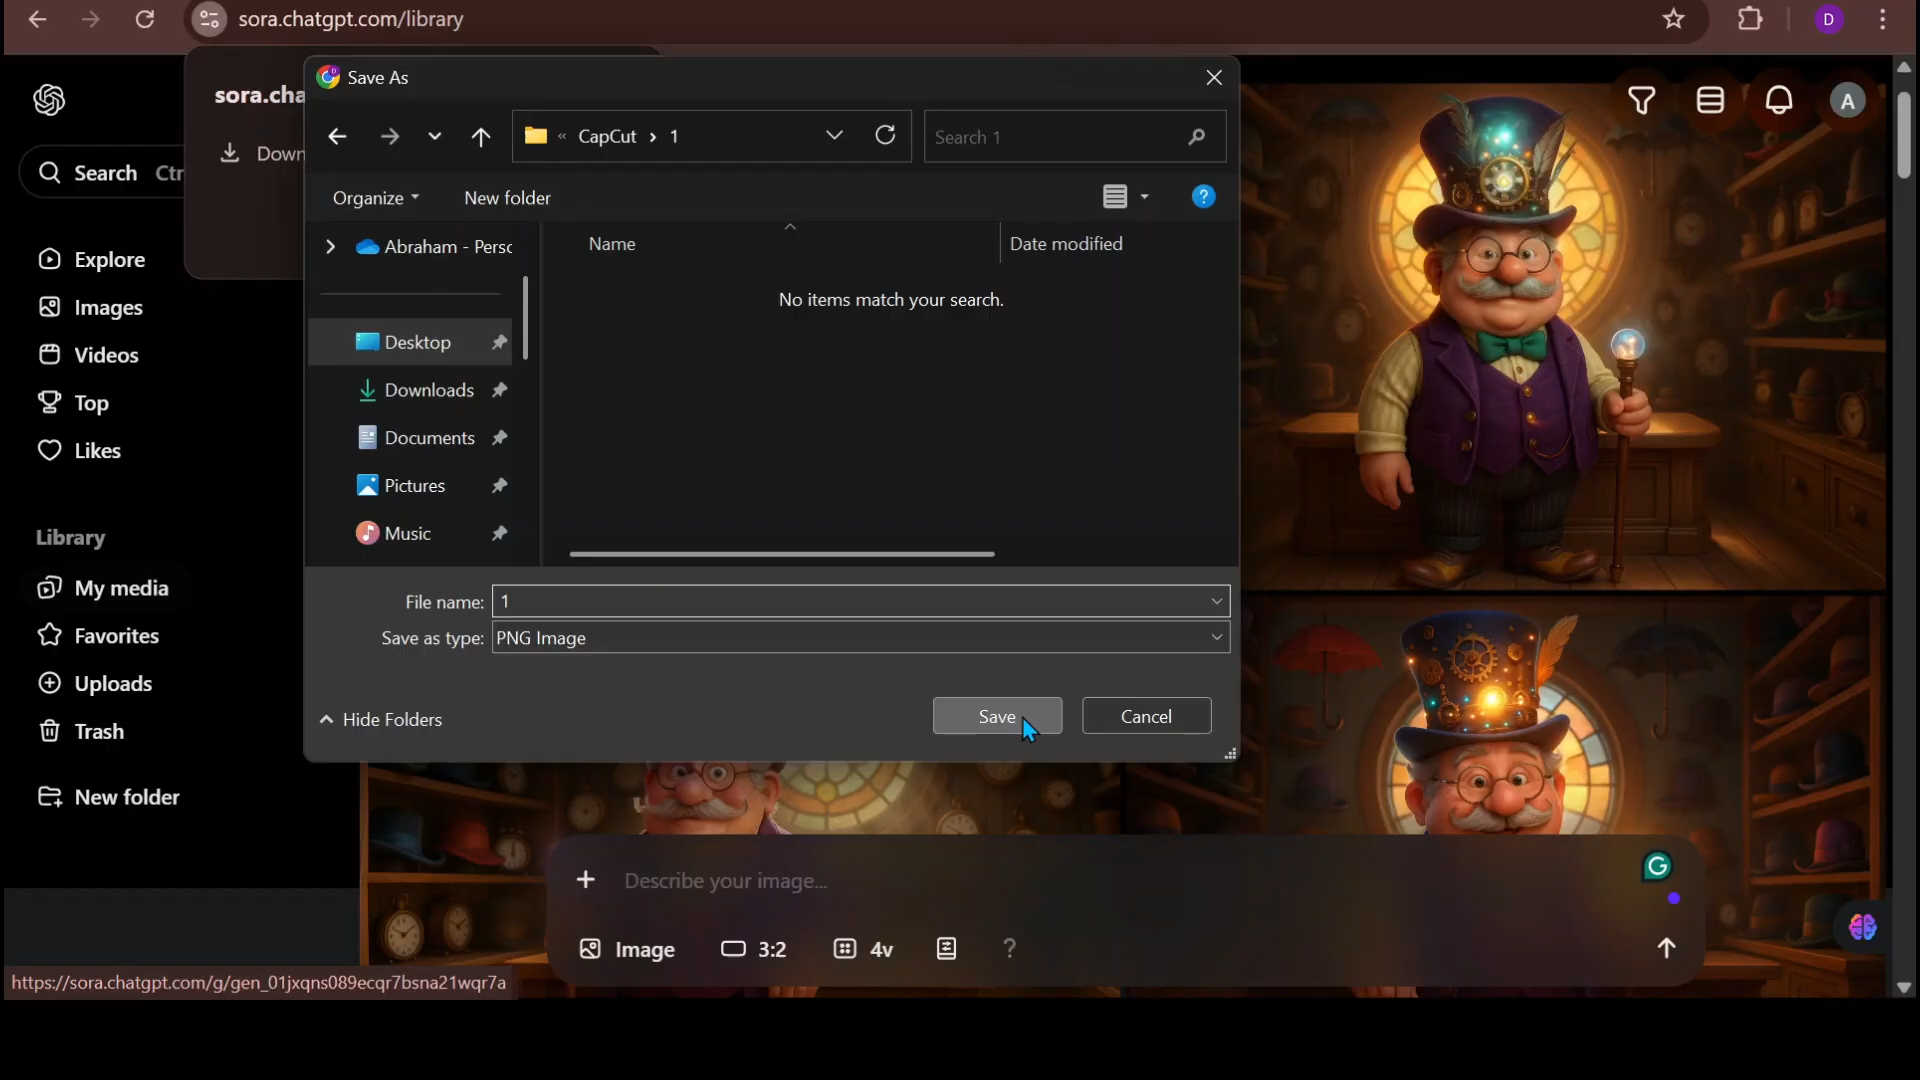 sora.chatgpt.com/library
D
sora.cha
Down
Search Ctr
Explore
Images
Videos
Top
Likes
Library
My media
Favorites
Uploads
Trash
New folder
Save As
« CapCut › 1
Search 1
Organize
New folder
?
Abraham - Persc
Desktop
Downloads
Documents
Pictures
Music
Name
Date modified
No items match your search.
File name: 1
Save as type: PNG Image
Hide Folders
Save
Cancel
A
Describe your image...
G
Image
3:2
4v
?
https://sora.chatgpt.com/g/gen_01jxqns089ecqr7bsna21wqr7a